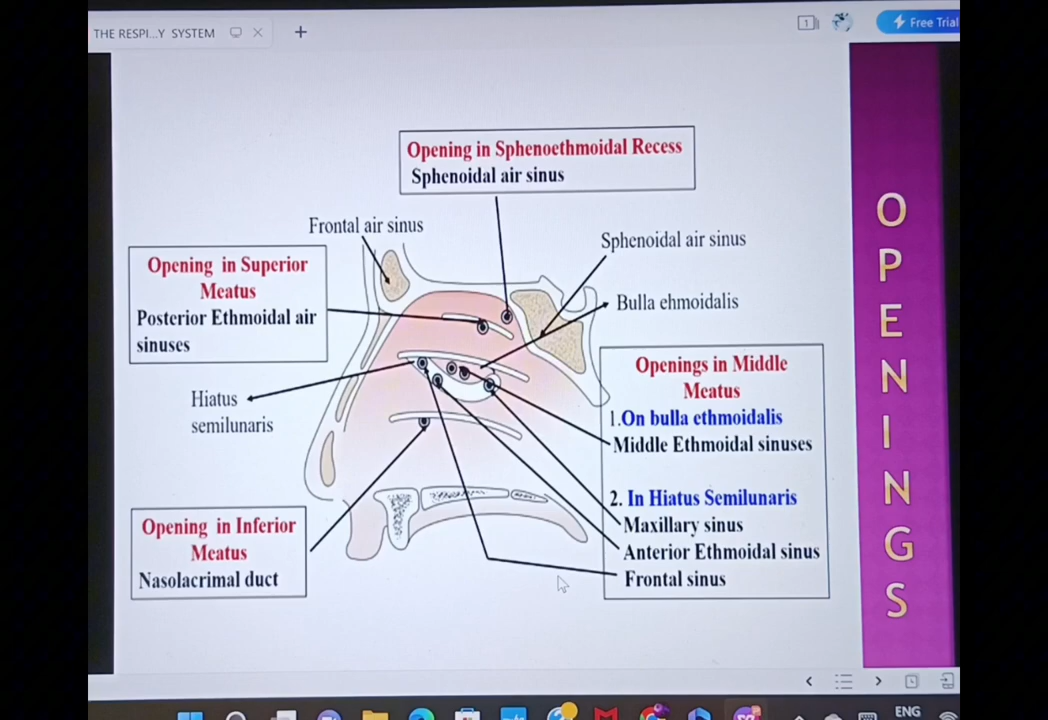 THE RESPI...Y SYSTEM
1
Free Trial
Opening in Sphenoethmoidal Recess
Sphenoidal air sinus
Frontal air sinus
Sphenoidal air sinus
Opening in Superior
Meatus
Posterior Ethmoidal air
sinuses
Bulla ehmoidalis
Hiatus
semilunaris
Openings in Middle
Meatus
1.On bulla ethmoidalis
Middle Ethmoidal sinuses
2. In Hiatus Semilunaris
Maxillary sinus
Anterior Ethmoidal sinus
Frontal sinus
Opening in Inferior
Meatus
Nasolacrimal duct
OPENINGS
ENG